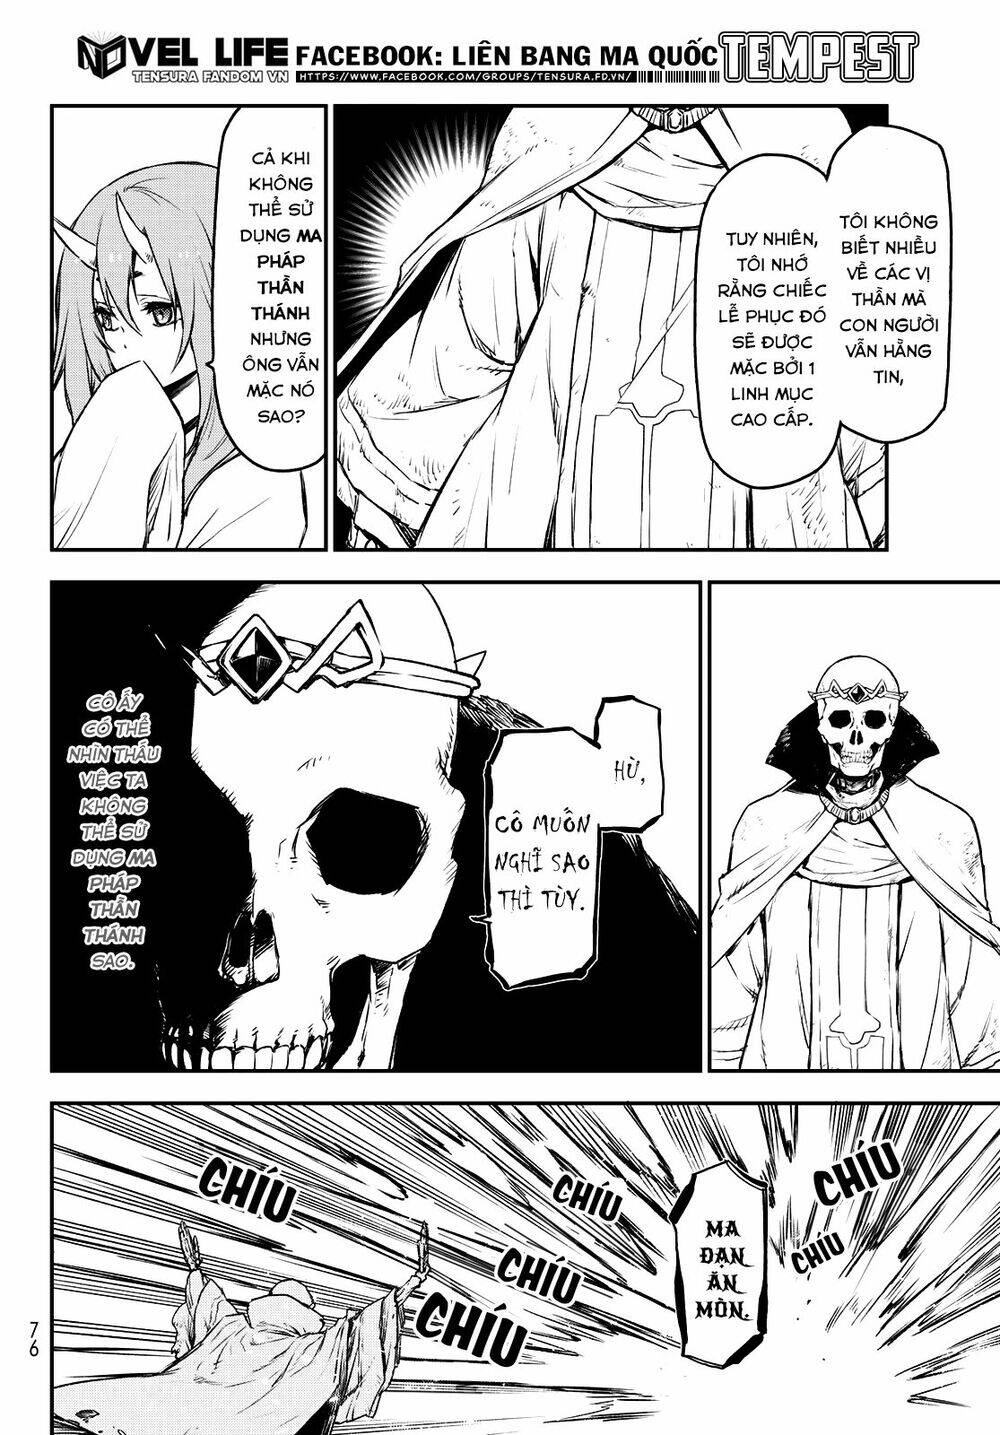 NOVEL LIFE
TENSURA FANDOM VN
FACEBOOK: LIÊN BANG MA QUỐC
HTTPS://WWW.FACEBOOK.COM/GROUPS/TENSURA.FD.VN/
TEMPEST
TÔI KHÔNG
BIẾT NHIỀU
VỀ CÁC VỊ
THẦN MÀ
CON NGƯỜI
VẪN HẰNG
TIN,
TUY NHIÊN,
TÔI NHỚ
RẰNG CHIẾC
LỄ PHỤC ĐÓ
SẼ ĐƯỢC
MẶC BỞI 1
LINH MỤC
CAO CẤP.
CẢ KHI
KHÔNG
THỂ SỬ
DỤNG MA
PHÁP
THẦN
THÁNH
NHƯNG
ÔNG VẪN
MẶC NÓ
SAO?
HỪ,
CÔ MUỐN
NGHĨ SAO
THÌ TÙY.
CÔ ẤY
CÓ THỂ
NHÌN THẤU
VIỆC TA
KHÔNG
THỂ SỬ
DỤNG MA
PHÁP
THẦN
THÁNH
SAO.
CHÍU
CHÍU
MA
ĐẠN
ĂN
MÒN.
CHÍU
CHÍU
CHÍU
CHÍU
76